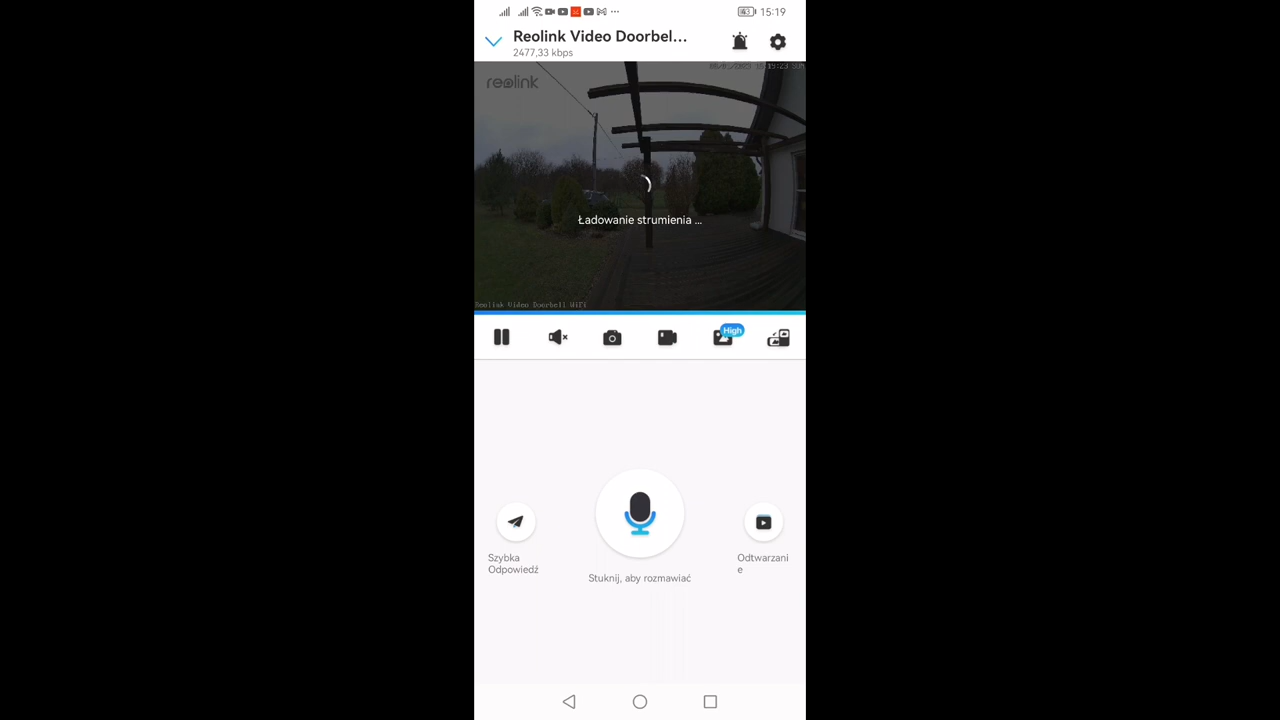 43 15:19
Reolink Video Doorbel...
2477,33 kbps
reolink
Ładowanie strumienia ...
Reolink Video Doorbell WiFi
High
Szybka
Odpowiedź
Stuknij, aby rozmawiać
Odtwarzani
e